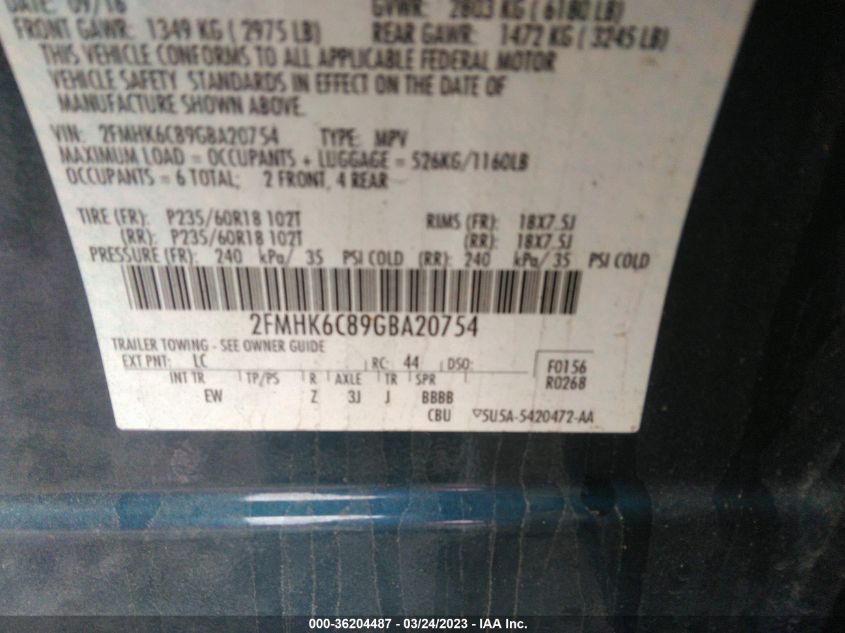 DATE: 09/16 GVWR: 2803 KG ( 6180 LB)
FRONT GAWR: 1349 KG ( 2975 LB) REAR GAWR: 1472 KG ( 3245 LB)
THIS VEHICLE CONFORMS TO ALL APPLICABLE FEDERAL MOTOR
VEHICLE SAFETY STANDARDS IN EFFECT ON THE DATE OF
MANUFACTURE SHOWN ABOVE.
VIN: 2FMHK6C89GBA20754 TYPE: MPV
MAXIMUM LOAD = OCCUPANTS + LUGGAGE = 526KG/1160LB
OCCUPANTS = 6 TOTAL; 2 FRONT, 4 REAR
TIRE (FR): P235/60R18 102T RIMS (FR): 18X7.5J
(RR): P235/60R18 102T (RR): 18X7.5J
PRESSURE (FR): 240 kPa/ 35 PSI COLD (RR): 240 kPa/ 35 PSI COLD
2FMHK6C89GBA20754
TRAILER TOWING - SEE OWNER GUIDE
EXT PNT: LC RC: 44 DSO: F0156
R0268
INT TR TP/PS R AXLE TR SPR
EW Z 3J J BBBB
CBU ▽5U5A-5420472-AA
000-36204487 - 03/24/2023 - IAA Inc.